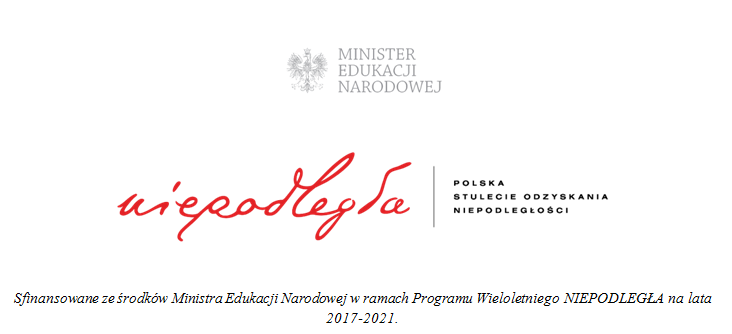 MINISTER
EDUKACJI
NARODOWEJ
niepodległa
POLSKA
STULECIE ODZYSKANIA
NIEPODLEGŁOŚCI
Sfinansowane ze środków Ministra Edukacji Narodowej w ramach Programu Wieloletniego NIEPODLEGŁA na lata
2017-2021.